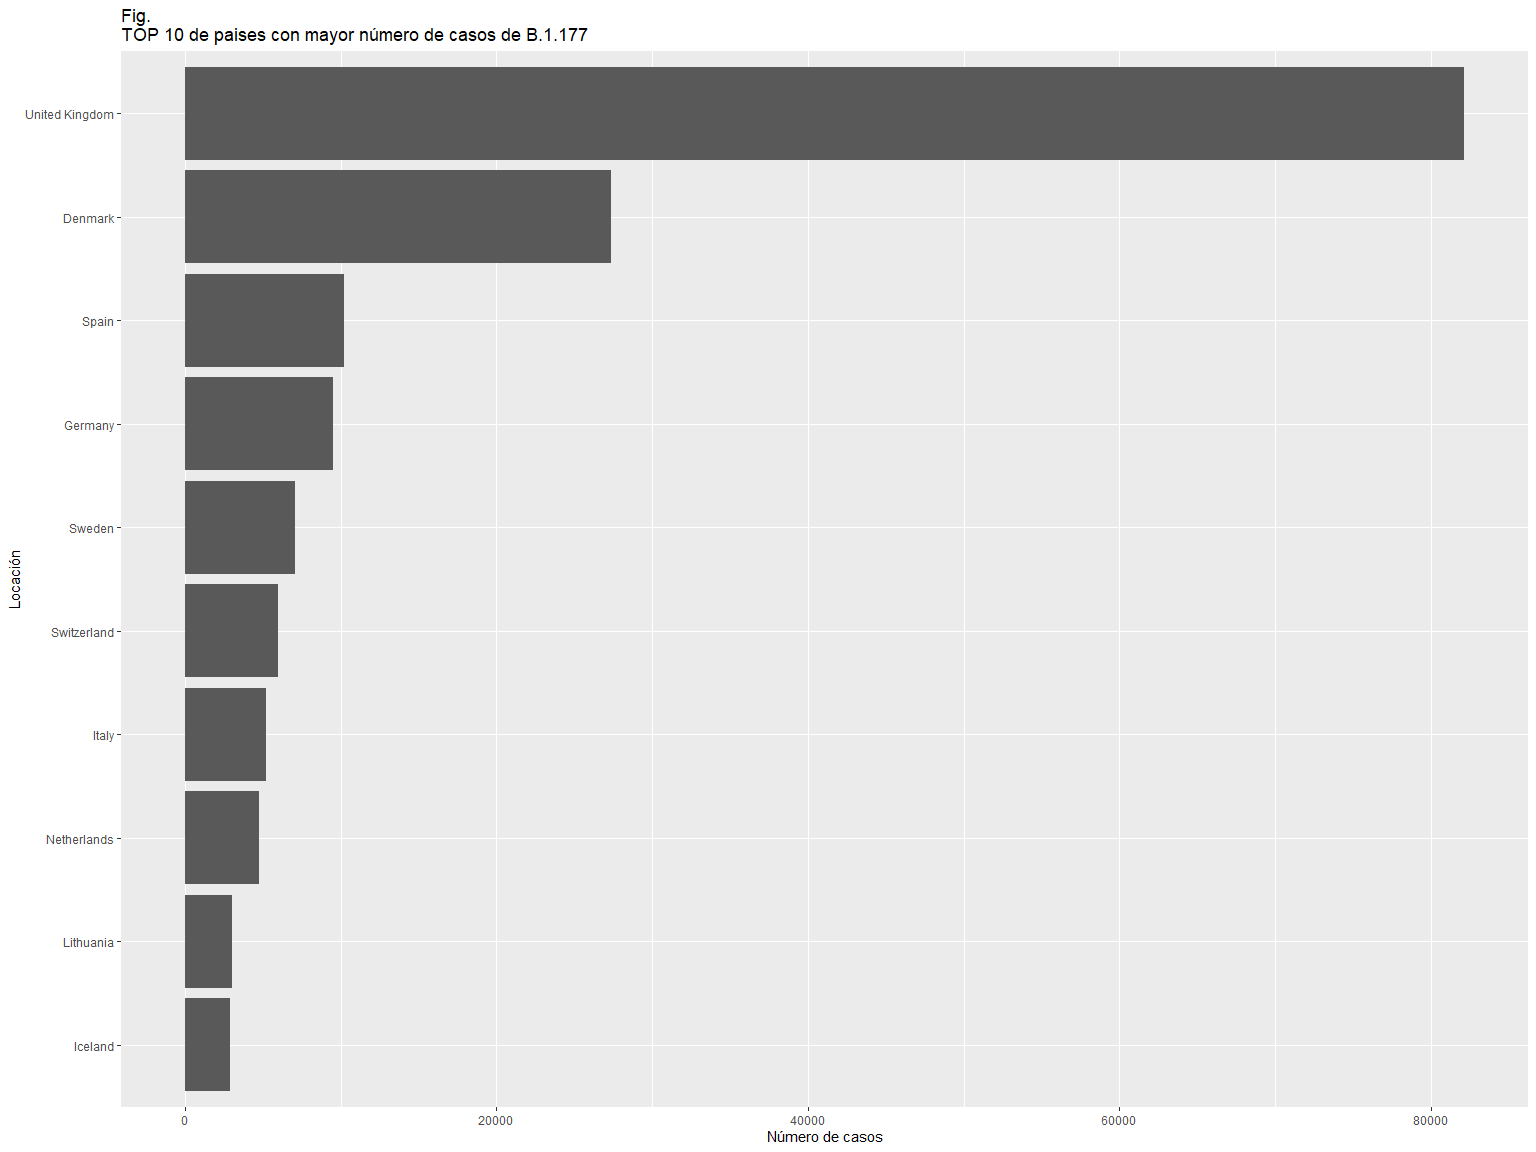 Fig.
TOP 10 de paises con mayor número de casos de B.1.177
United Kingdom
Denmark
Spain
Germany
Sweden
Switzerland
Italy
Netherlands
Lithuania
Iceland
Locación
0
20000
40000
60000
80000
Número de casos